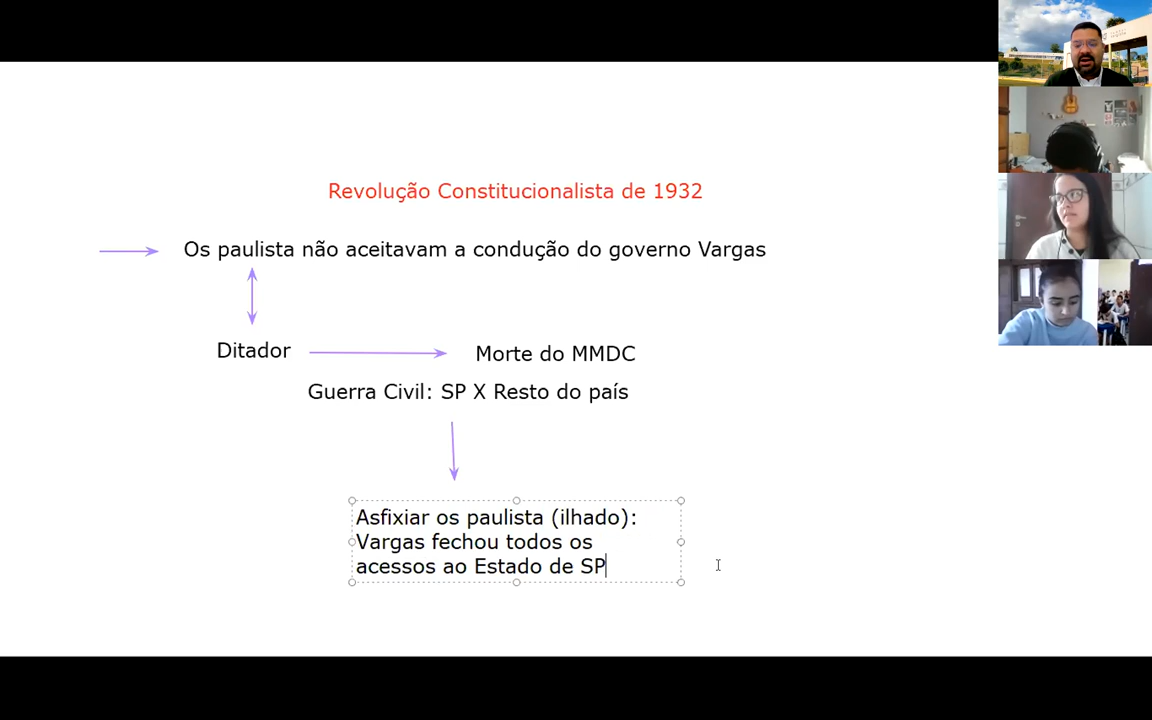 Revolução Constitucionalista de 1932
Os paulista não aceitavam a condução do governo Vargas
Ditador
Morte do MMDC
Guerra Civil: SP X Resto do país
Asfixiar os paulista (ilhado):
Vargas fechou todos os
acessos ao Estado de SP